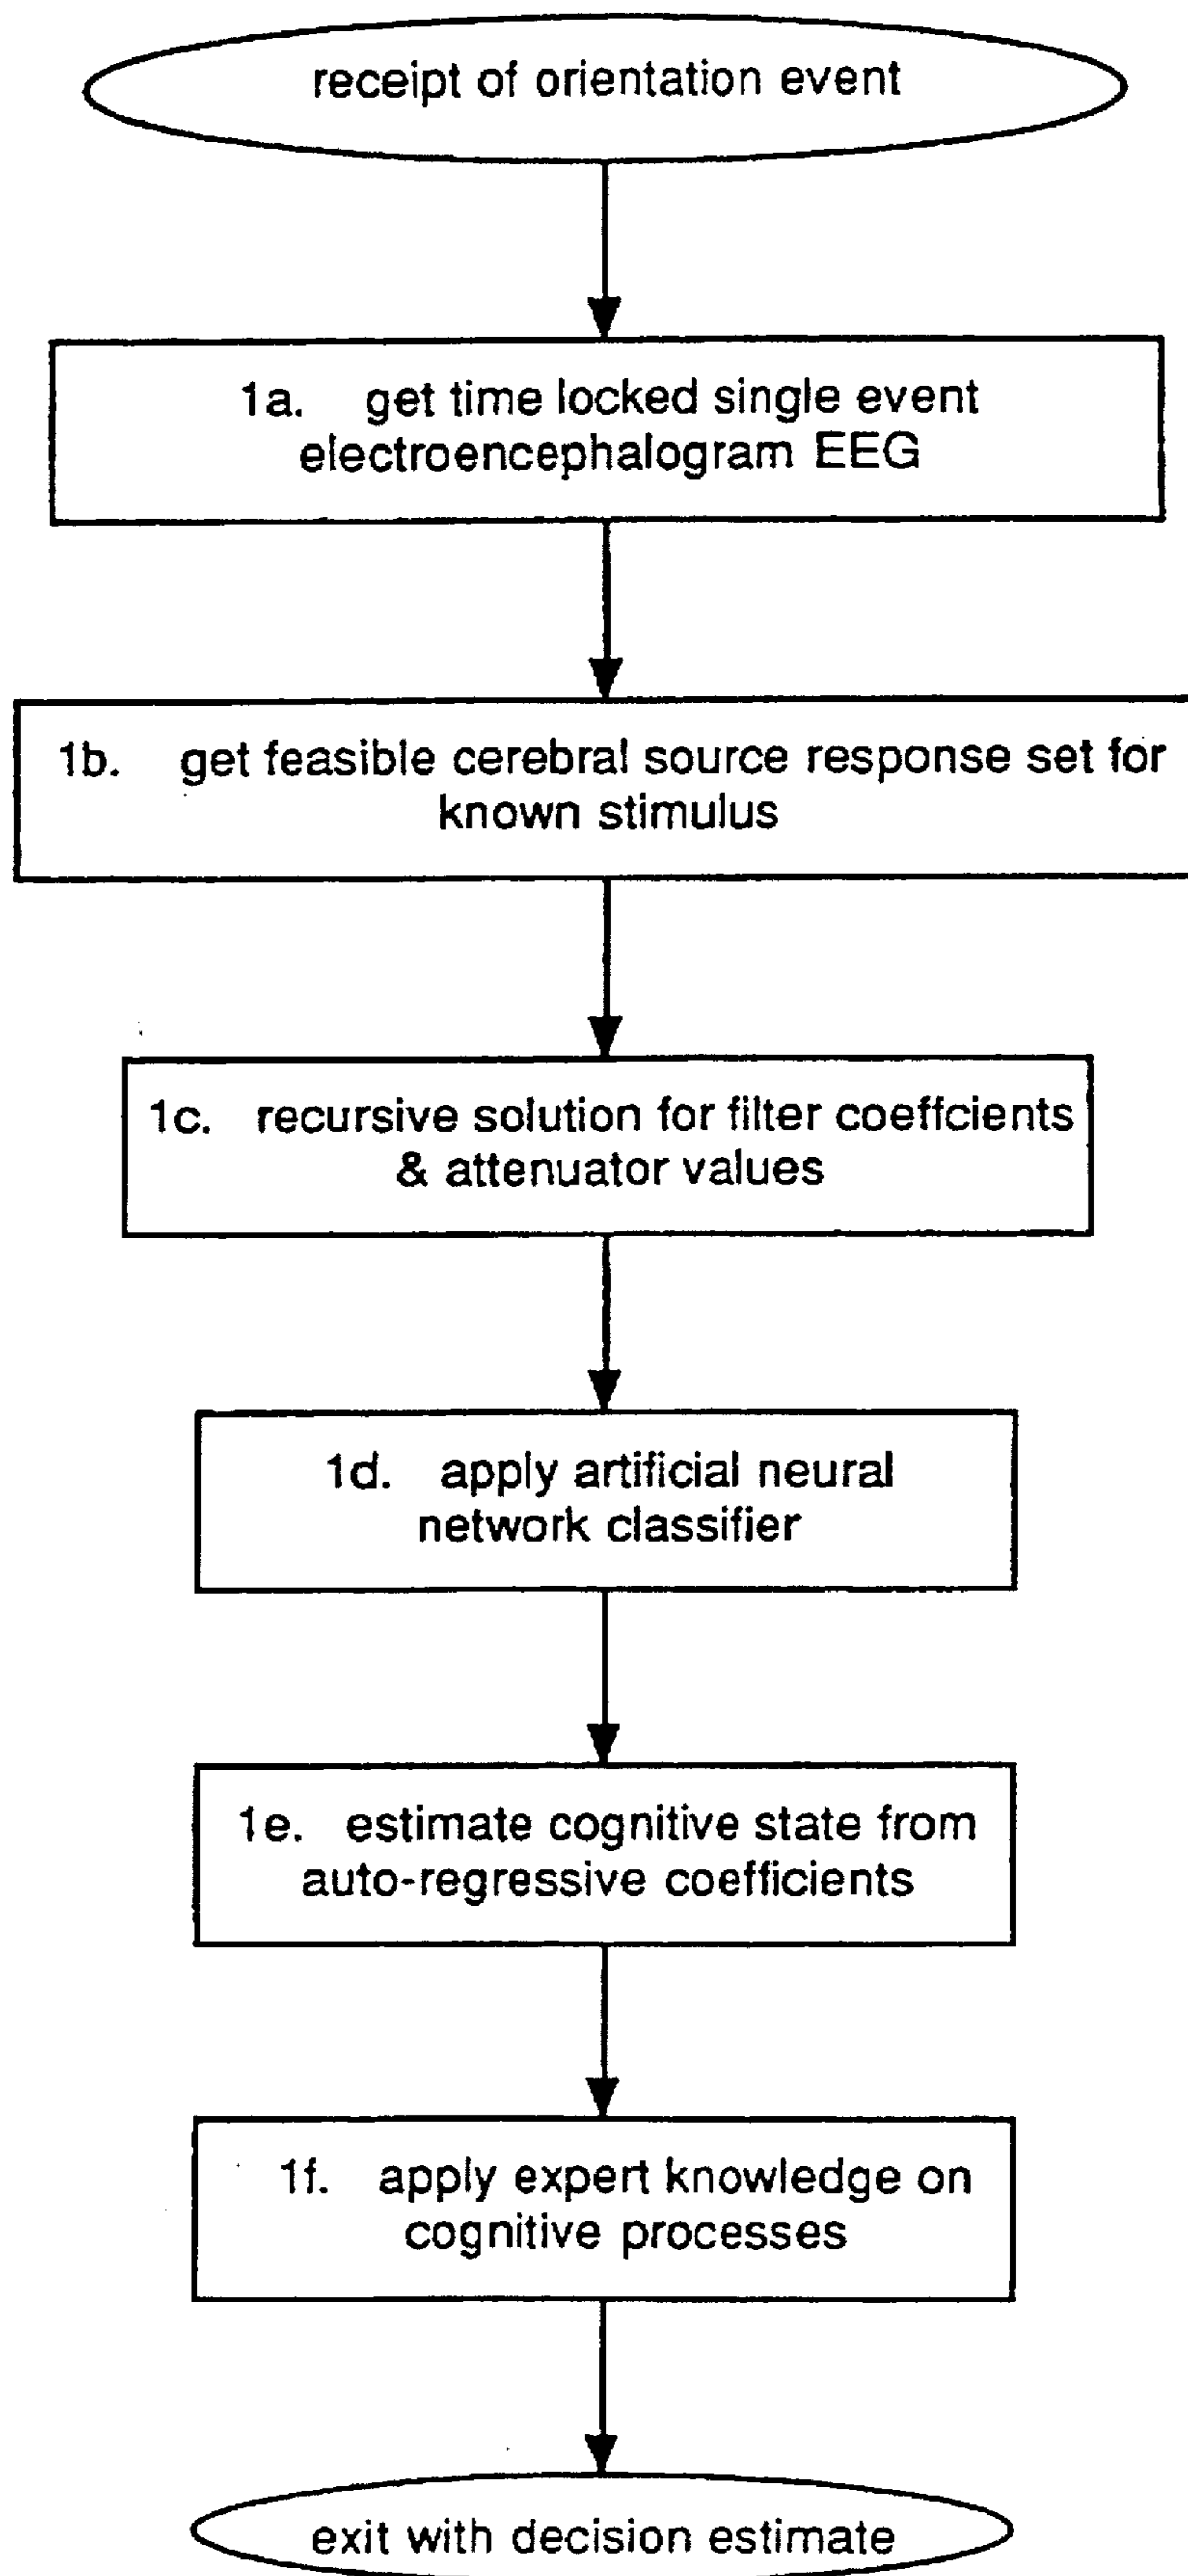 receipt of orientation event
1a. get time locked single event
electroencephalogram EEG
1b. get feasible cerebral source response set for
known stimulus
1c. recursive solution for filter coeffcients
& attenuator values
1d. apply artificial neural
network classifier
1e. estimate cognitive state from
auto-regressive coefficients
1f. apply expert knowledge on
cognitive processes
exit with decision estimate